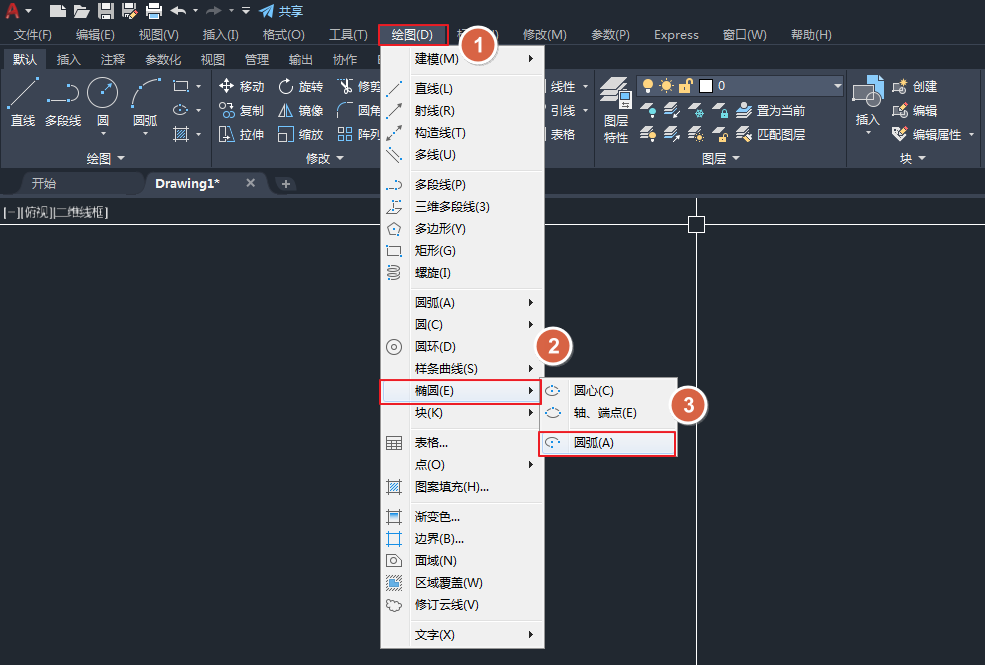 共享
文件(F) 编辑(E) 视图(V) 插入(I) 格式(O) 工具(T) 绘图(D) 修改(M) 参数(P) Express 窗口(W) 帮助(H)
1
默认 插入 注释 参数化 视图 管理 输出 协作
直线 多段线 圆 圆弧
移动 旋转 修剪
复制 镜像 圆角
拉伸 缩放 阵列
线性
引线
表格
图层
特性
0
置为当前
匹配图层
插入
创建
编辑
编辑属性
绘图 修改 图层 块
开始 Drawing1*
[−][俯视][二维线框]
建模(M)
直线(L)
射线(R)
构造线(T)
多线(U)
多段线(P)
三维多段线(3)
多边形(Y)
矩形(G)
螺旋(I)
圆弧(A)
圆(C)
圆环(D)
样条曲线(S)
椭圆(E)
块(K)
表格...
点(O)
图案填充(H)...
渐变色...
边界(B)...
面域(N)
区域覆盖(W)
修订云线(V)
文字(X)
2
圆心(C)
轴、端点(E)
圆弧(A)
3